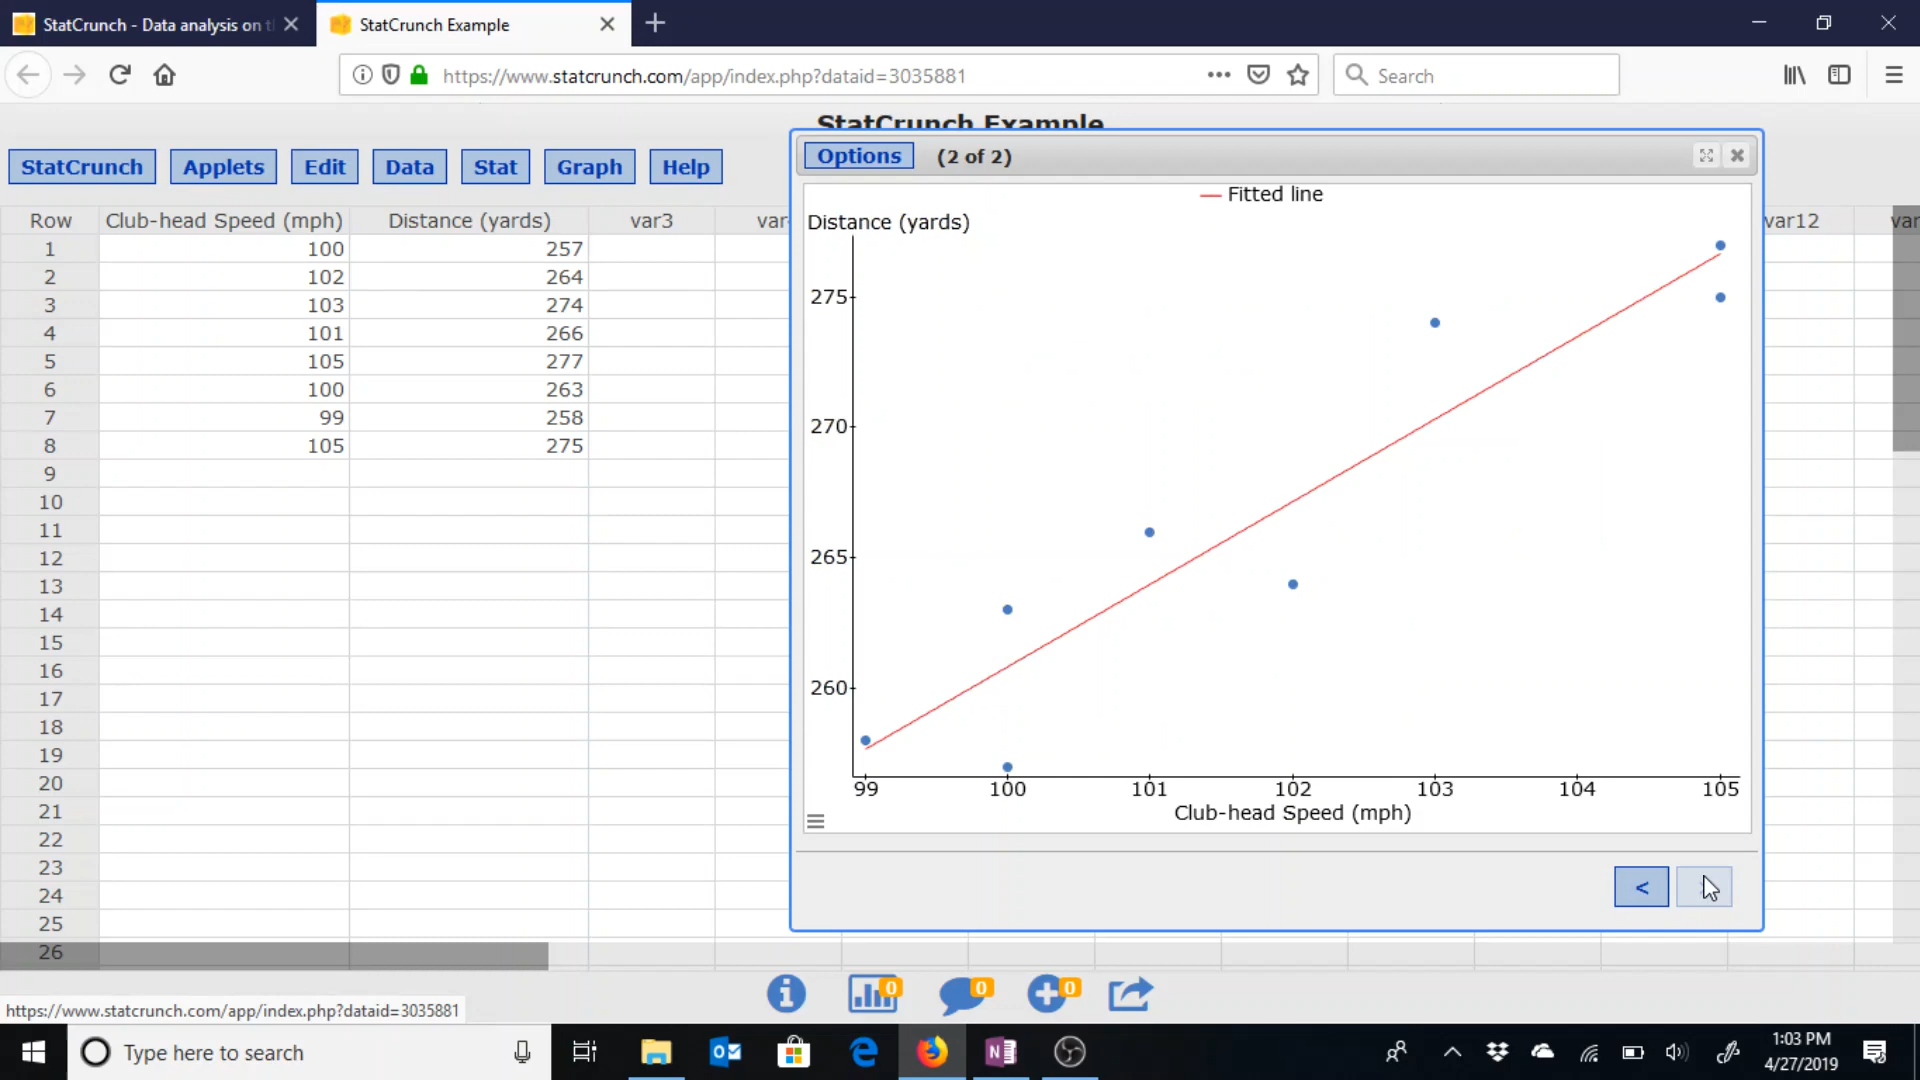 StatCrunch - Data analysis on t
StatCrunch Example
https://www.statcrunch.com/app/index.php?dataid=3035881
Search
StatCrunch Example
StatCrunch Applets Edit Data Stat Graph Help
Options (2 of 2)
Row Club-head Speed (mph) Distance (yards) var3 var var12 var
1 100 257
2 102 264
3 103 274
4 101 266
5 105 277
6 100 263
7 99 258
8 105 275
9
10
11
12
13
14
15
16
17
18
19
20
21
22
23
24
25
26
Fitted line
Distance (yards)
275
270
265
260
99 100 101 102 103 104 105
Club-head Speed (mph)
<
0 0 0
https://www.statcrunch.com/app/index.php?dataid=3035881
Type here to search
1:03 PM
4/27/2019